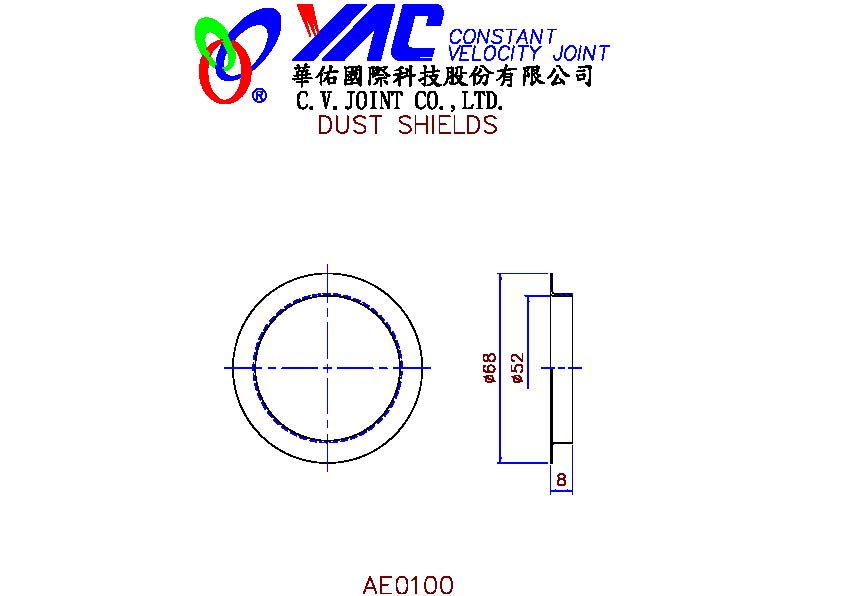 YAC CONSTANT
VELOCITY JOINT
®
華佑國際科技股份有限公司
C.V.JOINT CO.,LTD.
DUST SHIELDS
ø68
ø52
8
AE0100